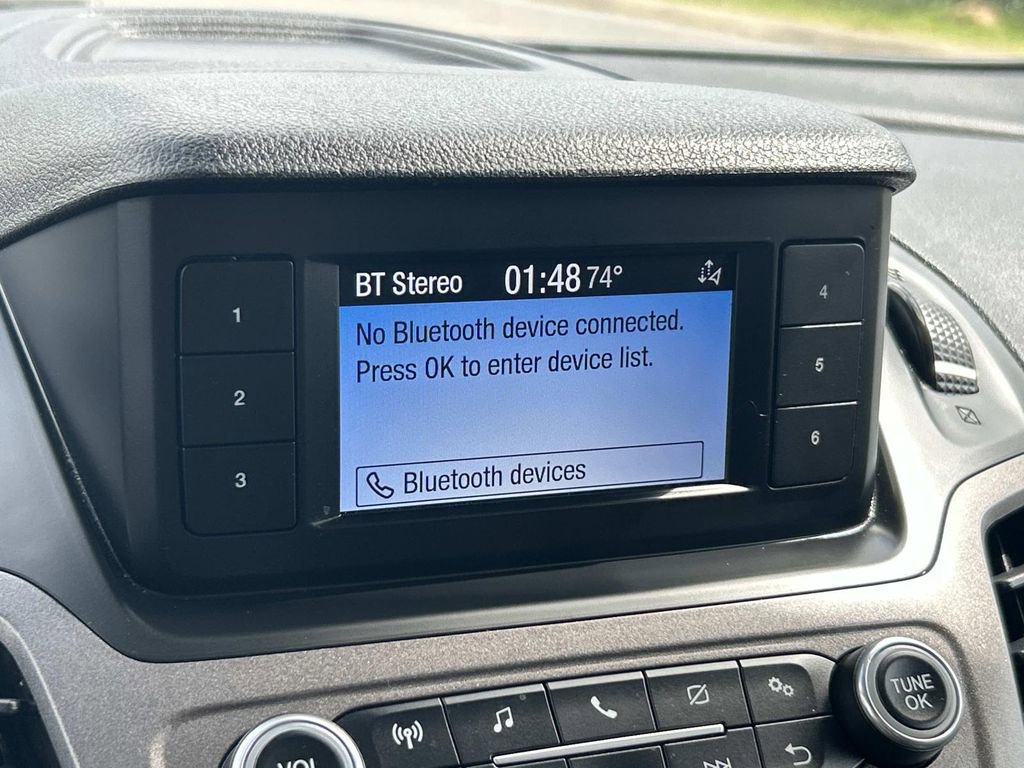 BT Stereo 01:48 74°
No Bluetooth device connected.
Press OK to enter device list.
Bluetooth devices
1
2
3
4
5
6
VOL
TUNE
OK